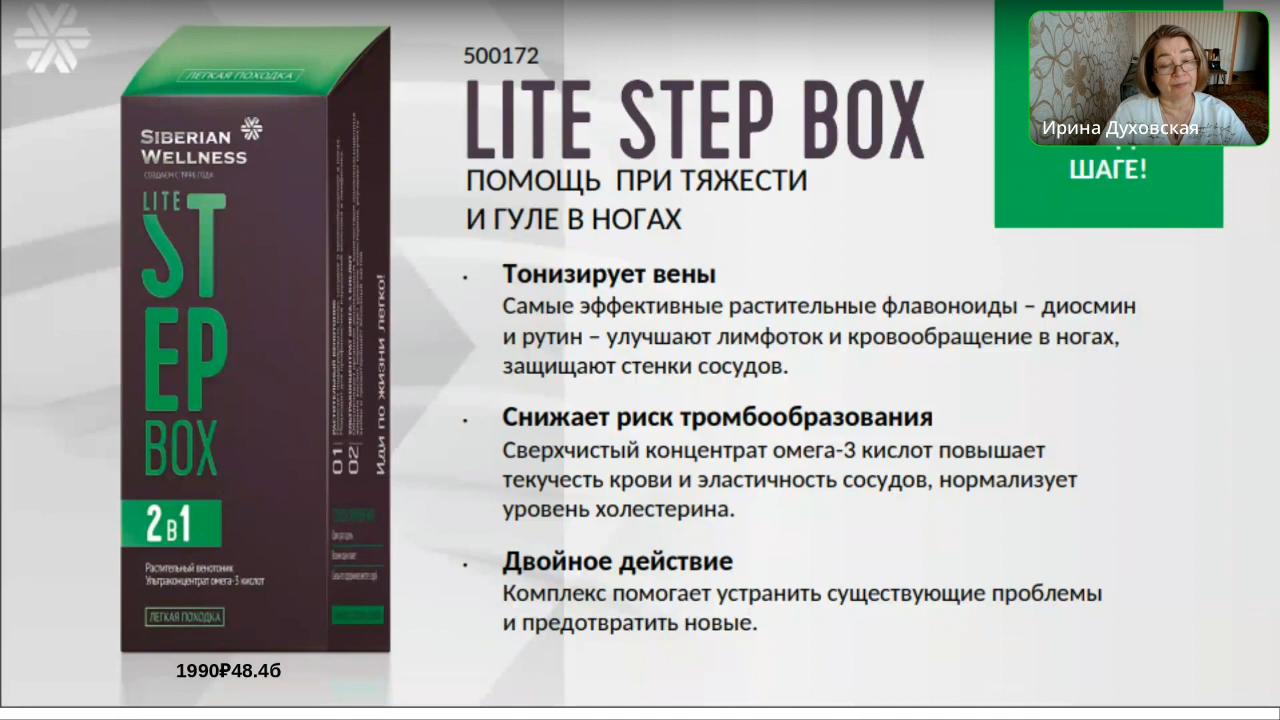 ЛЕГКАЯ ПОХОДКА
SIBERIAN
WELLNESS
СОЗДАЕМ С 1996 ГОДА
LITE
STEP
BOX
2 в 1
Растительный венотоник
Ультраконцентрат омега-3 кислот
ЛЕГКАЯ ПОХОДКА
01
02
Иди по жизни легко!
1990₽48.4б
500172
LITE STEP BOX
ПОМОЩЬ ПРИ ТЯЖЕСТИ
И ГУЛЕ В НОГАХ
· Тонизирует вены
Самые эффективные растительные флавоноиды – диосмин
и рутин – улучшают лимфоток и кровообращение в ногах,
защищают стенки сосудов.
· Снижает риск тромбообразования
Сверхчистый концентрат омега-3 кислот повышает
текучесть крови и эластичность сосудов, нормализует
уровень холестерина.
· Двойное действие
Комплекс помогает устранить существующие проблемы
и предотвратить новые.
Ирина Духовская
ШАГЕ!